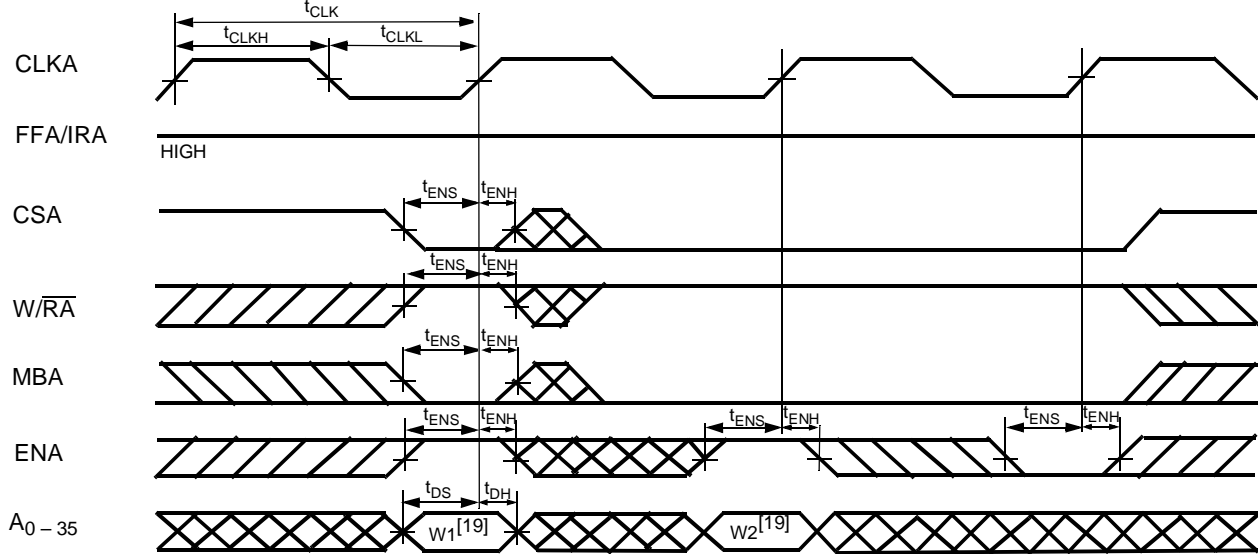 tCLK
tCLKH
tCLKL
CLKA
FFA/IRA
HIGH
tENS
tENH
CSA
tENS
tENH
W/RA
tENS
tENH
MBA
tENS
tENH
tENS
tENH
tENS
tENH
ENA
tDS
tDH
A0 – 35
W1[19]
W2[19]